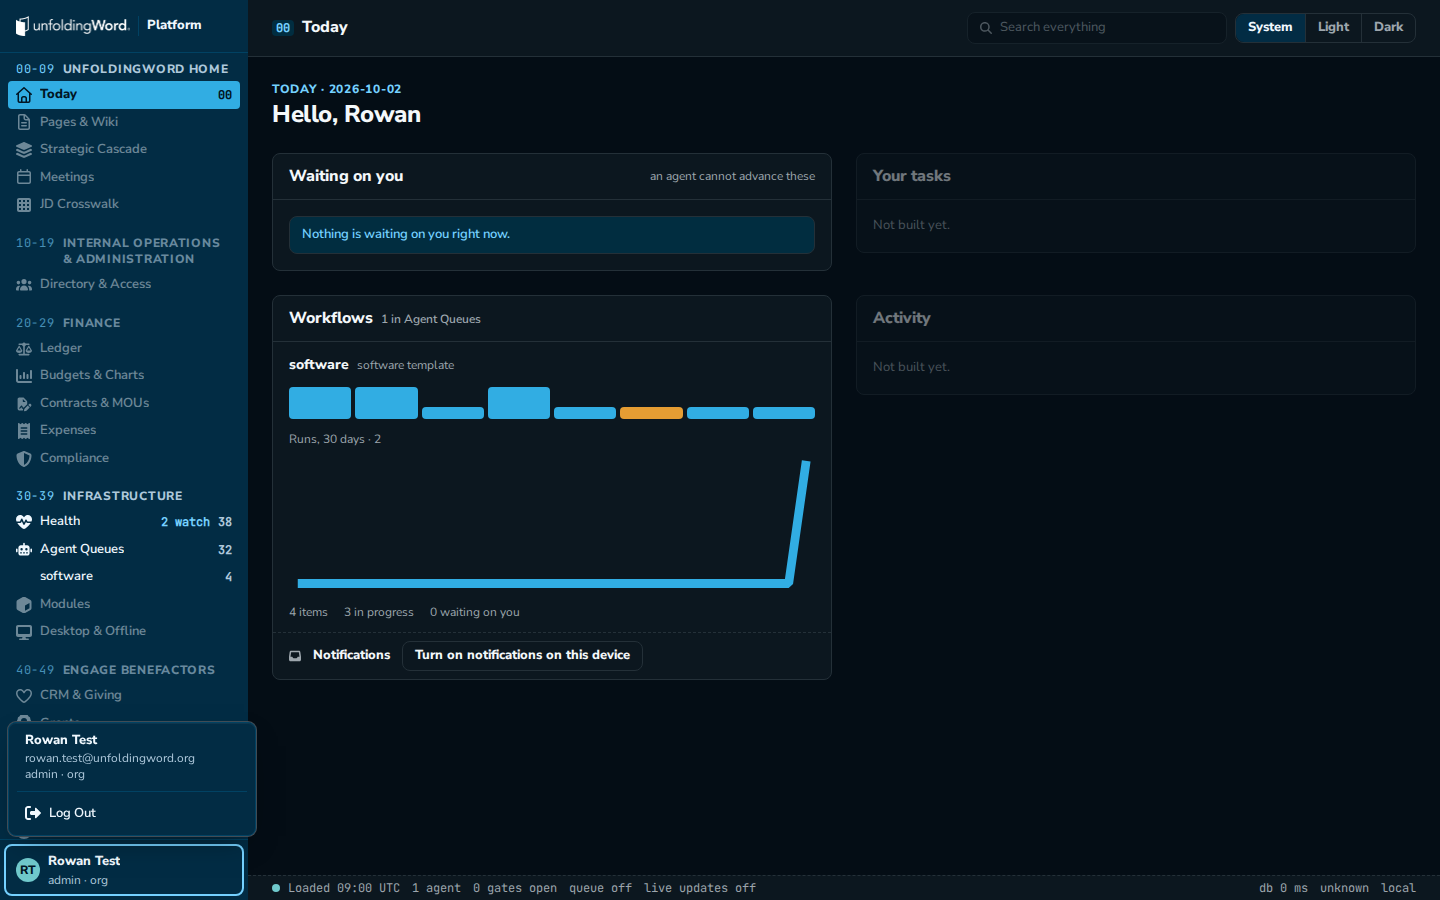 unfoldingWord® Platform
00-09 UNFOLDINGWORD HOME
Today 00
Pages & Wiki
Strategic Cascade
Meetings
JD Crosswalk
10-19 INTERNAL OPERATIONS
& ADMINISTRATION
Directory & Access
20-29 FINANCE
Ledger
Budgets & Charts
Contracts & MOUs
Expenses
Compliance
30-39 INFRASTRUCTURE
Health 2 watch 38
Agent Queues 32
software 4
Modules
Desktop & Offline
40-49 ENGAGE BENEFACTORS
CRM & Giving
Rowan Test
rowan.test@unfoldingword.org
admin · org
Log Out
RT Rowan Test
admin · org
00 Today
Search everything
System Light Dark
TODAY · 2026-10-02
Hello, Rowan
Waiting on you an agent cannot advance these
Nothing is waiting on you right now.
Your tasks
Not built yet.
Workflows 1 in Agent Queues
software software template
Runs, 30 days · 2
4 items 3 in progress 0 waiting on you
Notifications Turn on notifications on this device
Activity
Not built yet.
Loaded 09:00 UTC 1 agent 0 gates open queue off live updates off
db 0 ms unknown local